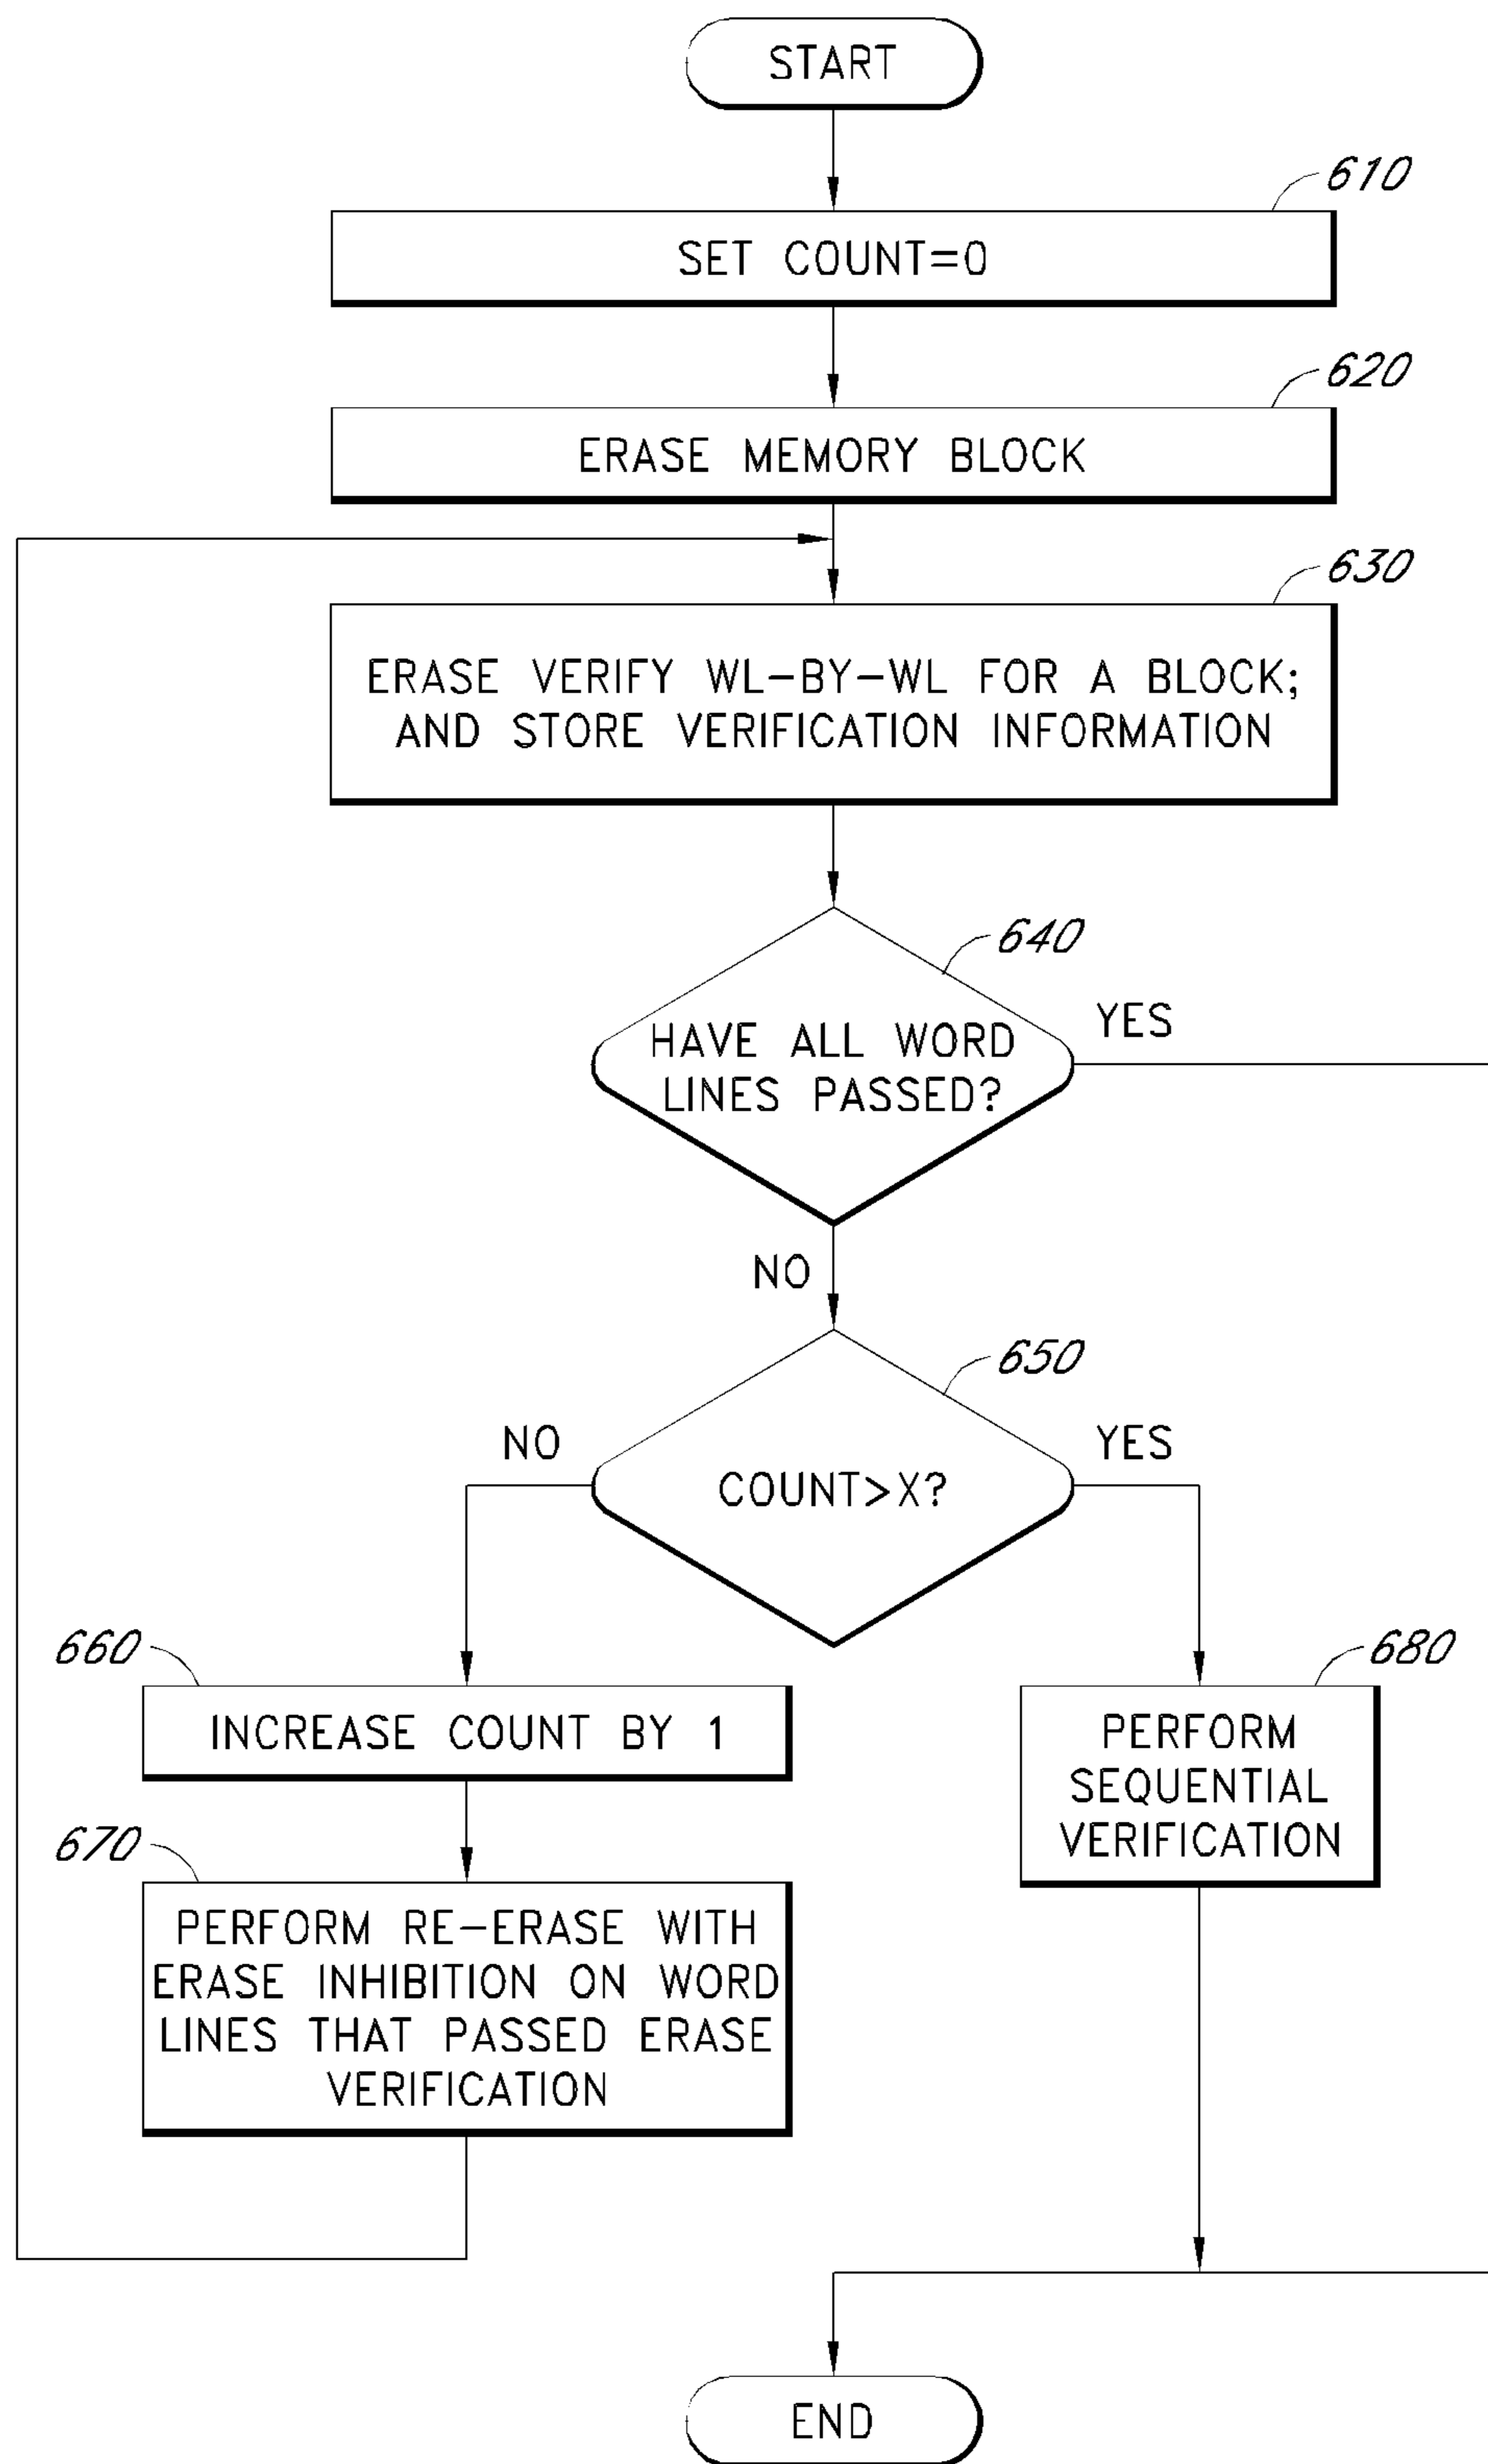 START
610
SET COUNT=0
620
ERASE MEMORY BLOCK
630
ERASE VERIFY WL-BY-WL FOR A BLOCK;
AND STORE VERIFICATION INFORMATION
640
HAVE ALL WORD
LINES PASSED?
YES
NO
650
COUNT>X?
NO
YES
660
INCREASE COUNT BY 1
670
PERFORM RE-ERASE WITH
ERASE INHIBITION ON WORD
LINES THAT PASSED ERASE
VERIFICATION
680
PERFORM
SEQUENTIAL
VERIFICATION
END